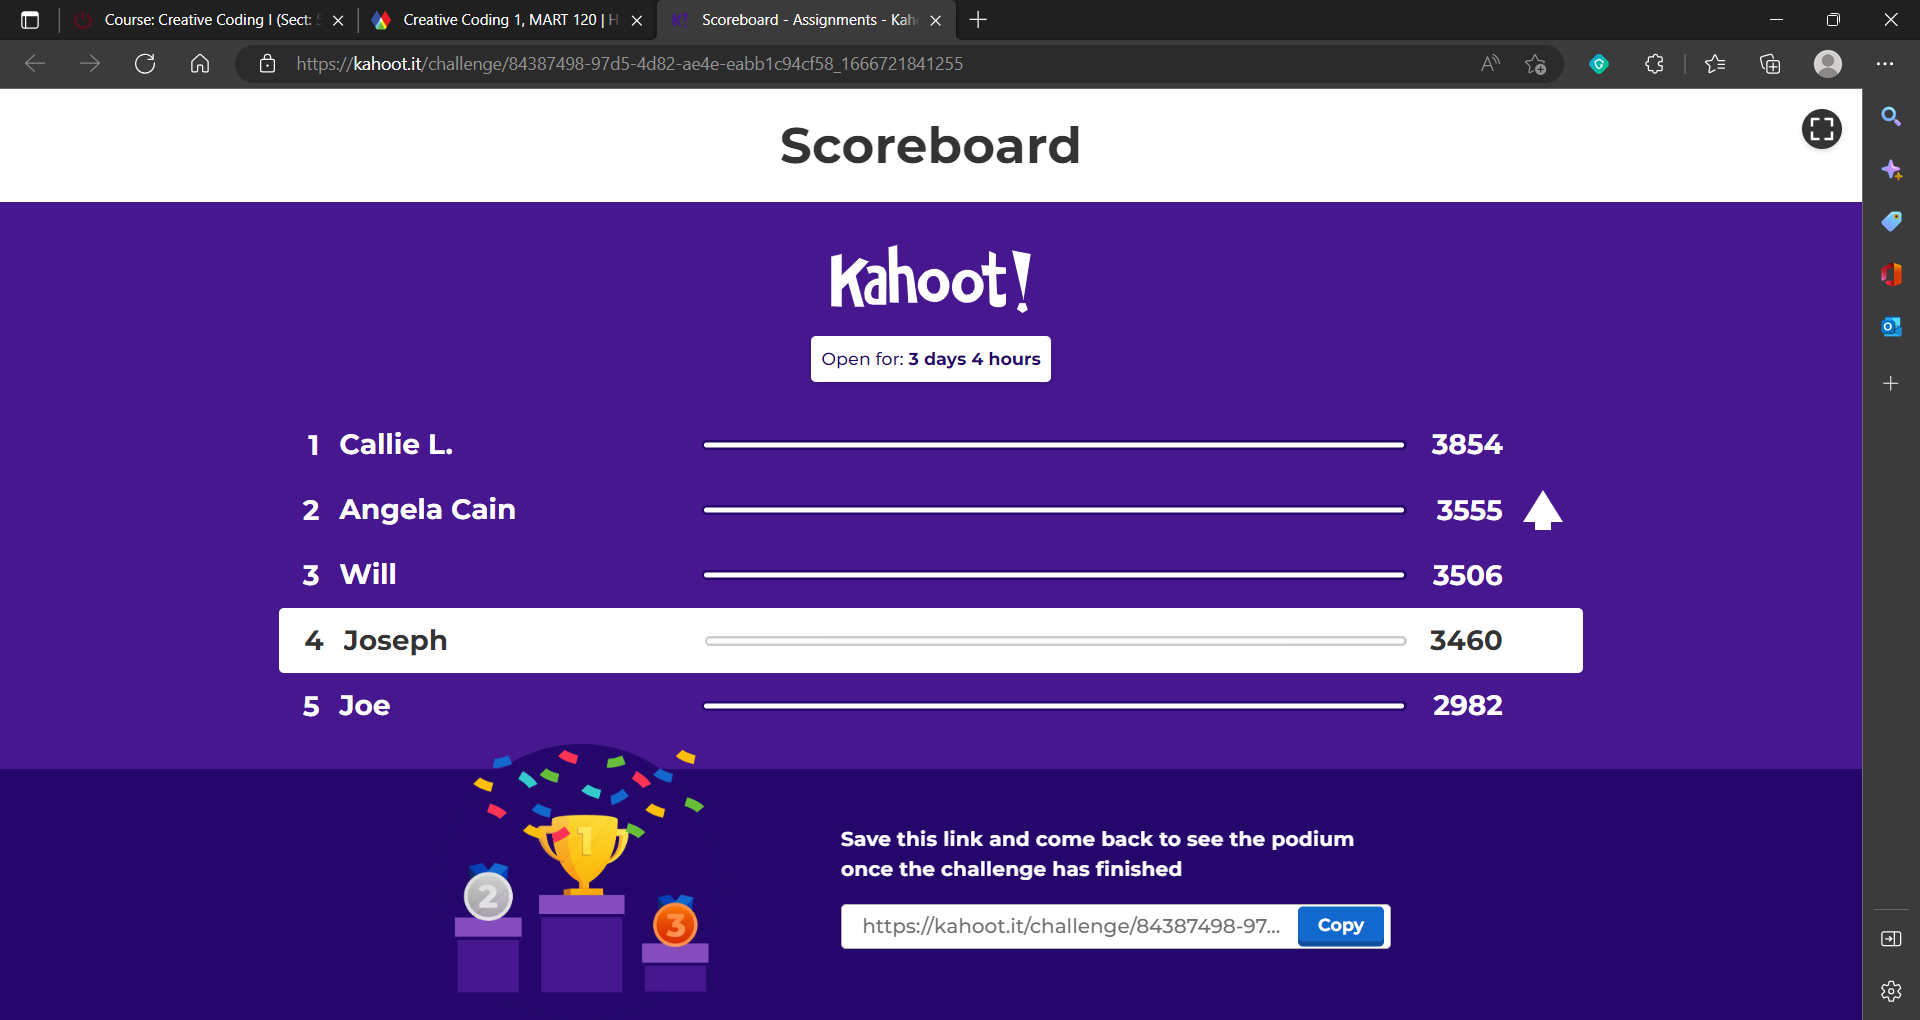 Course: Creative Coding I (Sect:
Creative Coding 1, MART 120 | H
Scoreboard - Assignments - Kah
https://kahoot.it/challenge/84387498-97d5-4d82-ae4e-eabb1c94cf58_1666721841255
Scoreboard
Kahoot!
Open for: 3 days 4 hours
1 Callie L. 3854
2 Angela Cain 3555
3 Will 3506
4 Joseph 3460
5 Joe 2982
1
2
3
Save this link and come back to see the podium
once the challenge has finished
https://kahoot.it/challenge/84387498-97... Copy